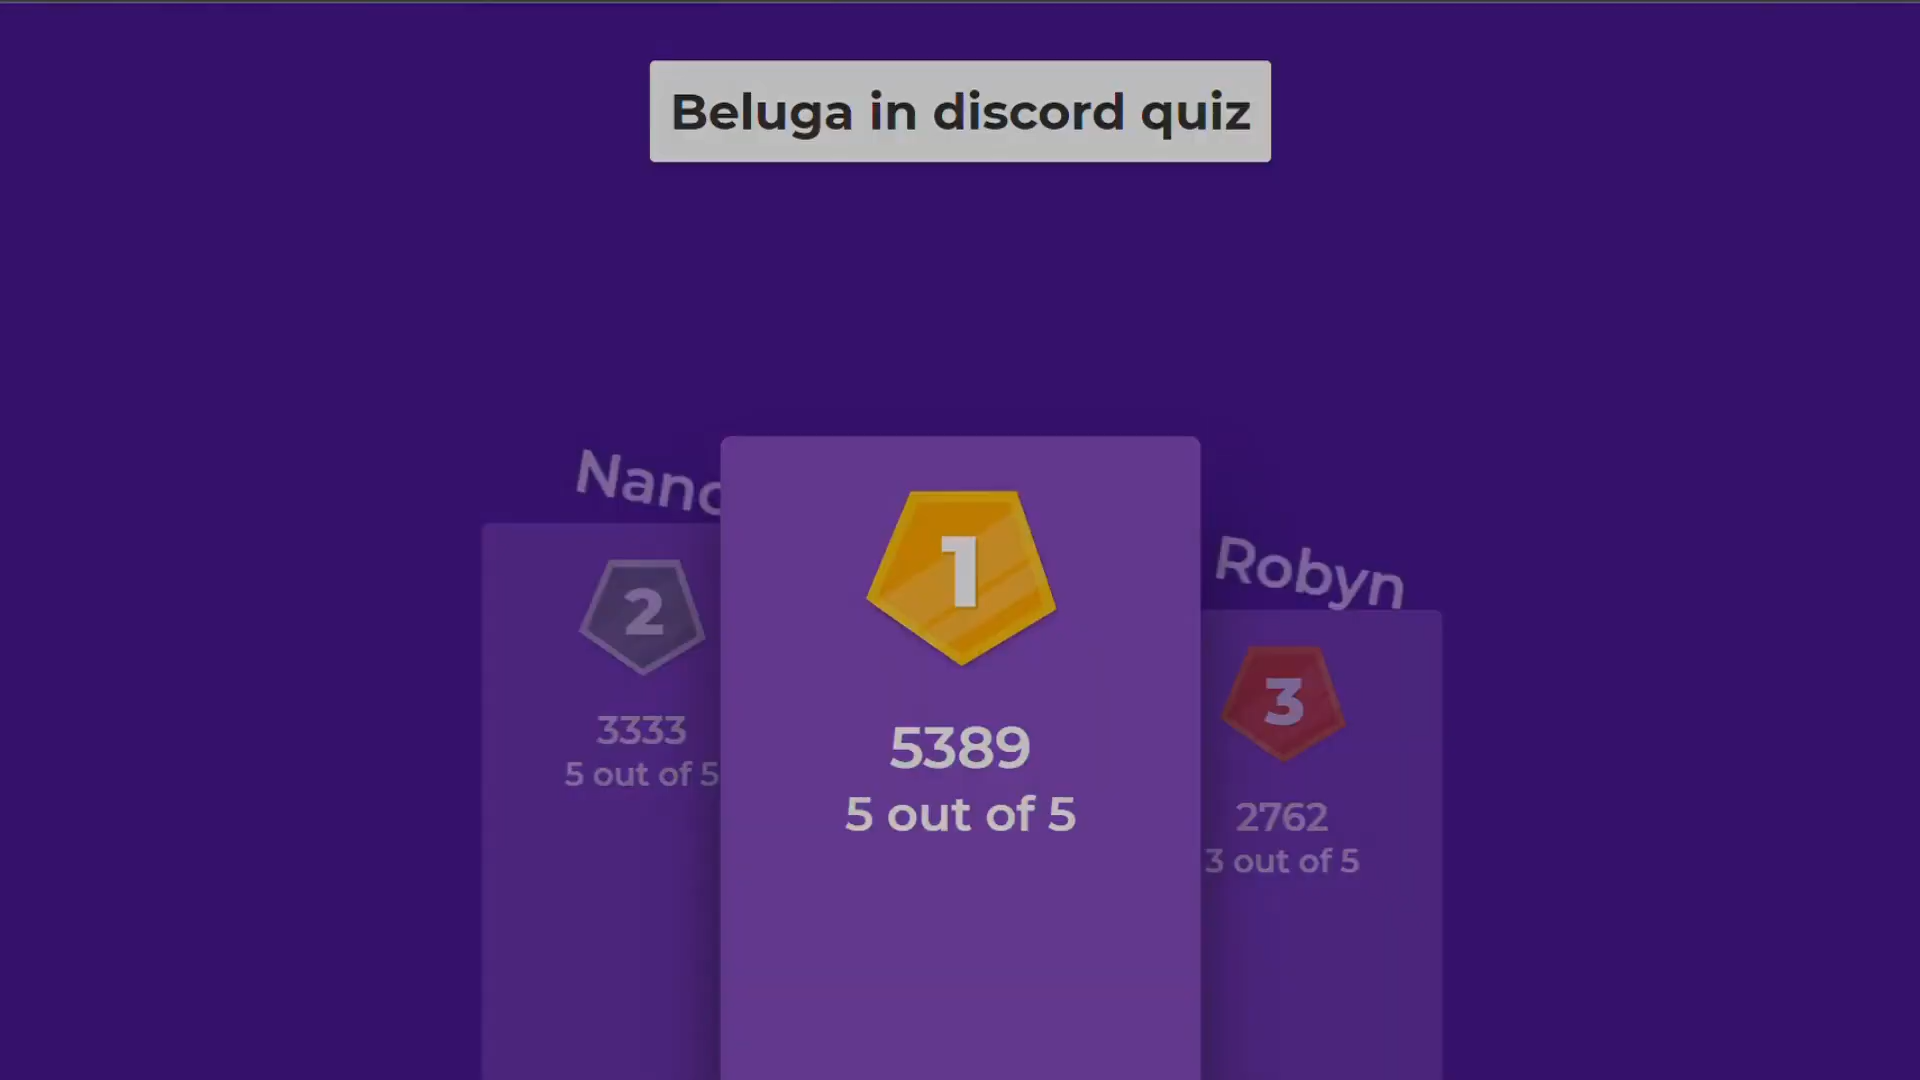 Beluga in discord quiz
1
5389
5 out of 5
2
3333
5 out of 5
Robyn
3
2762
3 out of 5